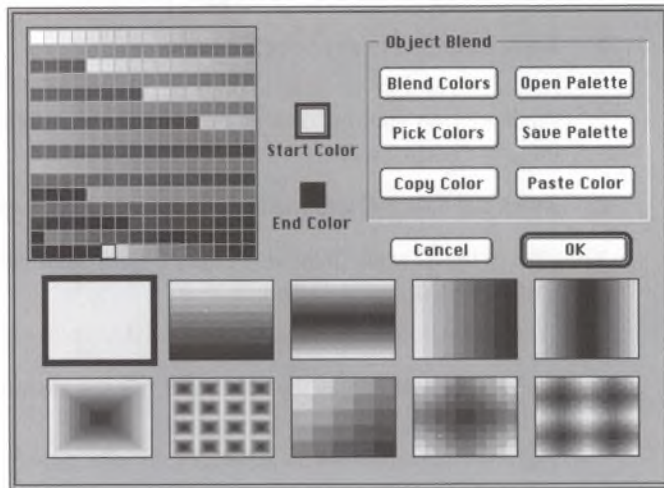 Object Blend
Blend Colors
Open Palette
Pick Colors
Save Palette
Copy Color
Paste Color
Start Color
End Color
Cancel
OK